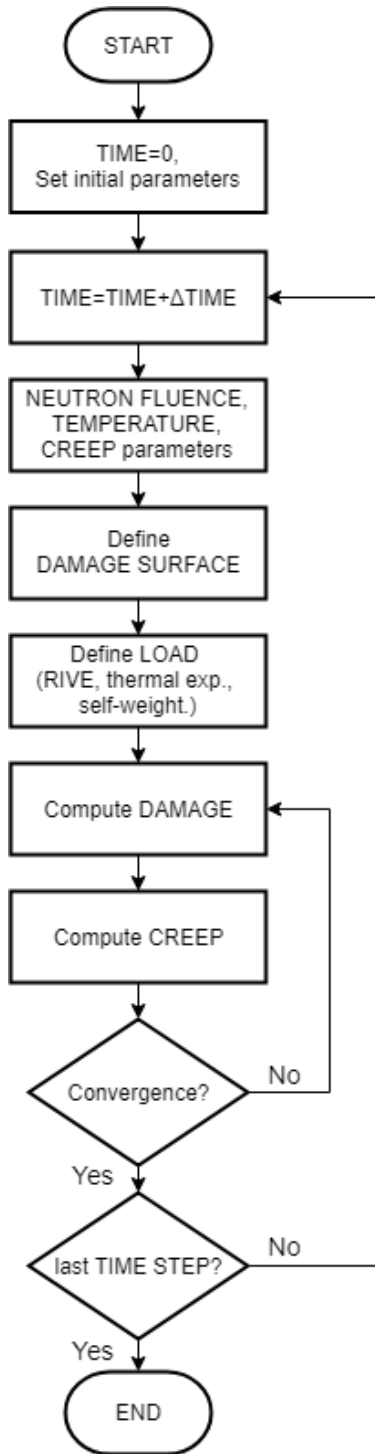 START
TIME=0,
Set initial parameters
TIME=TIME+ΔTIME
NEUTRON FLUENCE,
TEMPERATURE,
CREEP parameters
Define
DAMAGE SURFACE
Define LOAD
(RIVE, thermal exp.,
self-weight.)
Compute DAMAGE
Compute CREEP
Convergence?
No
Yes
last TIME STEP?
No
Yes
END